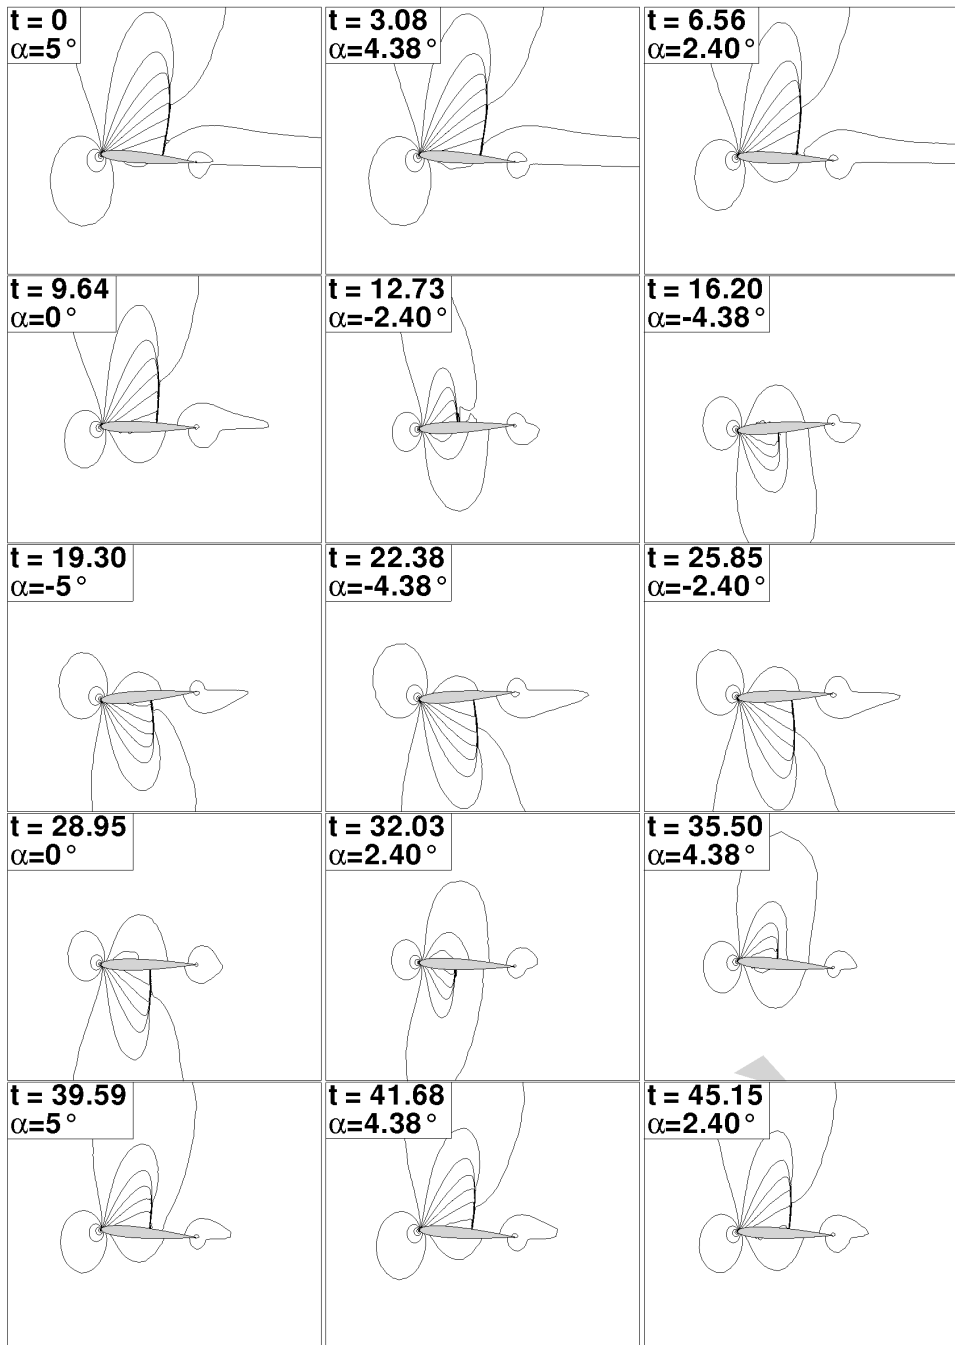 t = 0
α=5°
t = 3.08
α=4.38°
t = 6.56
α=2.40°
t = 9.64
α=0°
t = 12.73
α=-2.40°
t = 16.20
α=-4.38°
t = 19.30
α=-5°
t = 22.38
α=-4.38°
t = 25.85
α=-2.40°
t = 28.95
α=0°
t = 32.03
α=2.40°
t = 35.50
α=4.38°
t = 39.59
α=5°
t = 41.68
α=4.38°
t = 45.15
α=2.40°